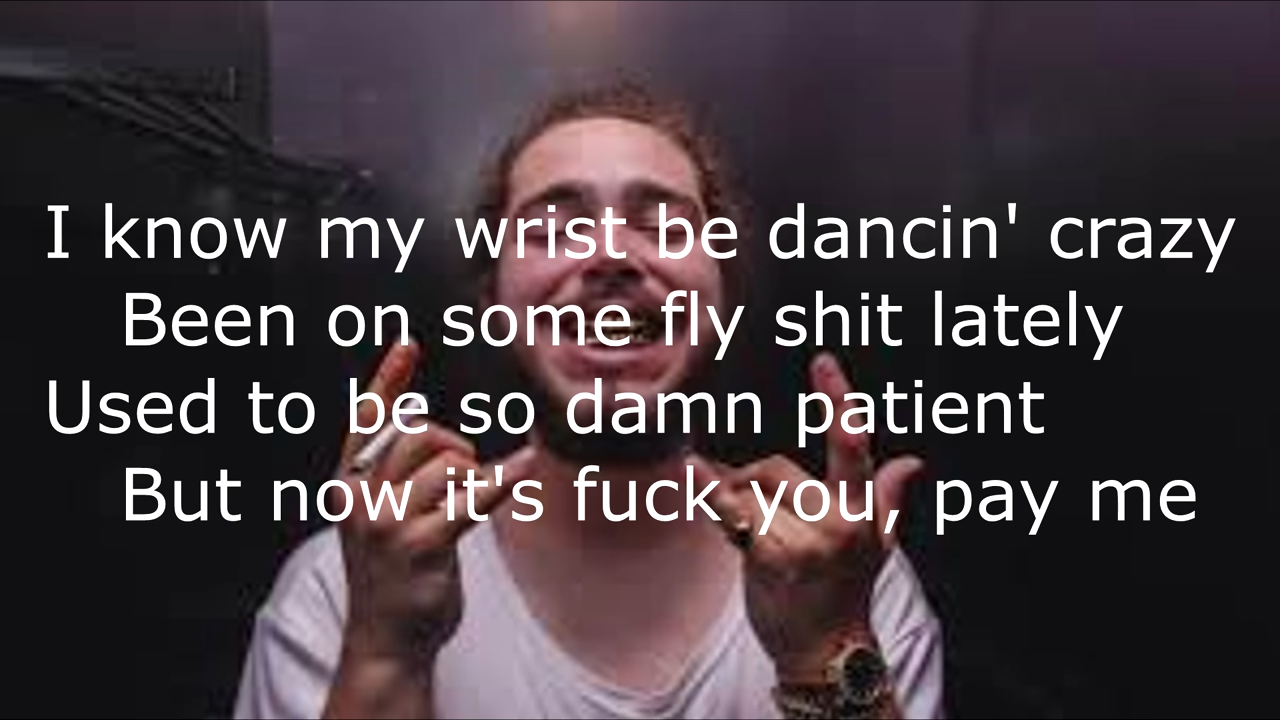 I know my wrist be dancin' crazy
Been on some fly shit lately
Used to be so damn patient
But now it's fuck you, pay me